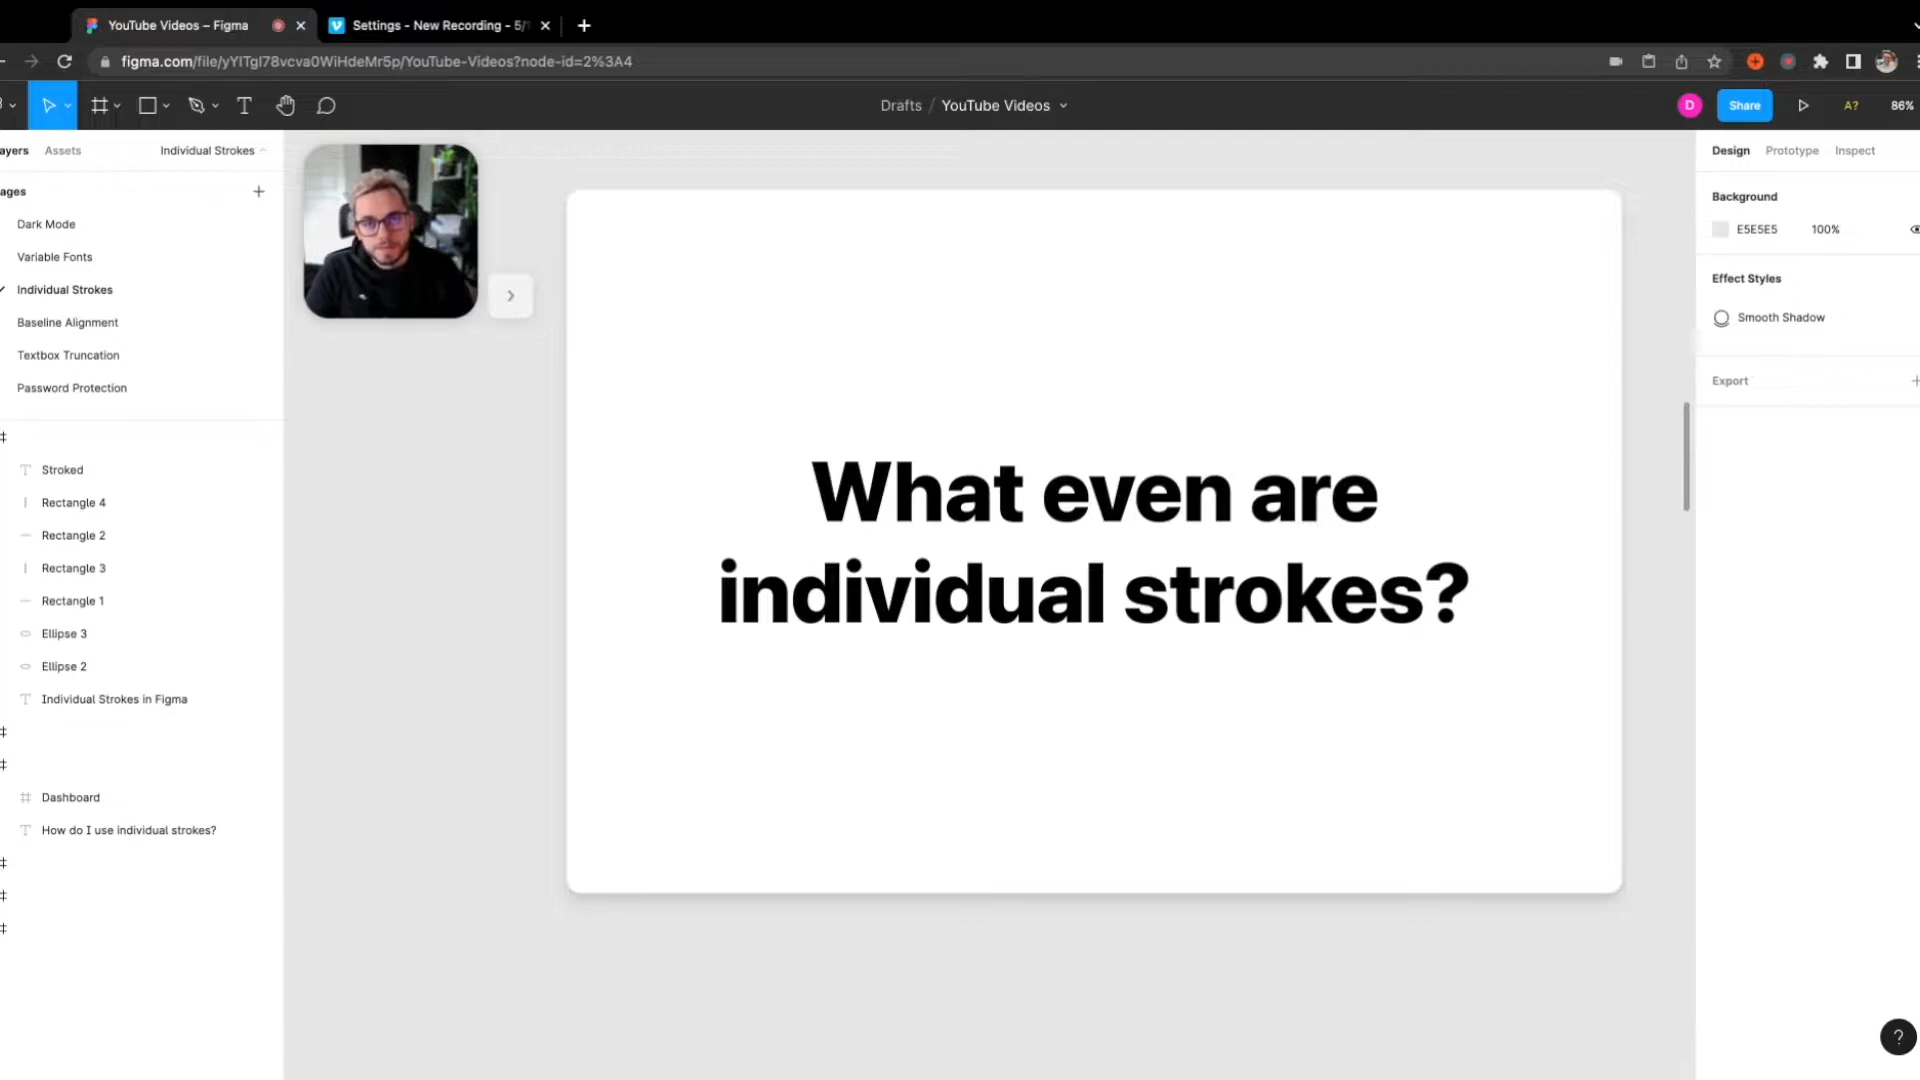 YouTube Videos – Figma
Settings - New Recording - 5/
figma.com/file/yYITgI78vcva0WiHdeMr5p/YouTube-Videos?node-id=2%3A4
Drafts / YouTube Videos
D
Share
A?
86%
ayers
Assets
Individual Strokes
Design
Prototype
Inspect
ages
Dark Mode
Variable Fonts
Individual Strokes
Baseline Alignment
Textbox Truncation
Password Protection
Stroked
Rectangle 4
Rectangle 2
Rectangle 3
Rectangle 1
Ellipse 3
Ellipse 2
Individual Strokes in Figma
Dashboard
How do I use individual strokes?
What even are
individual strokes?
Background
E5E5E5 100%
Effect Styles
Smooth Shadow
Export
?